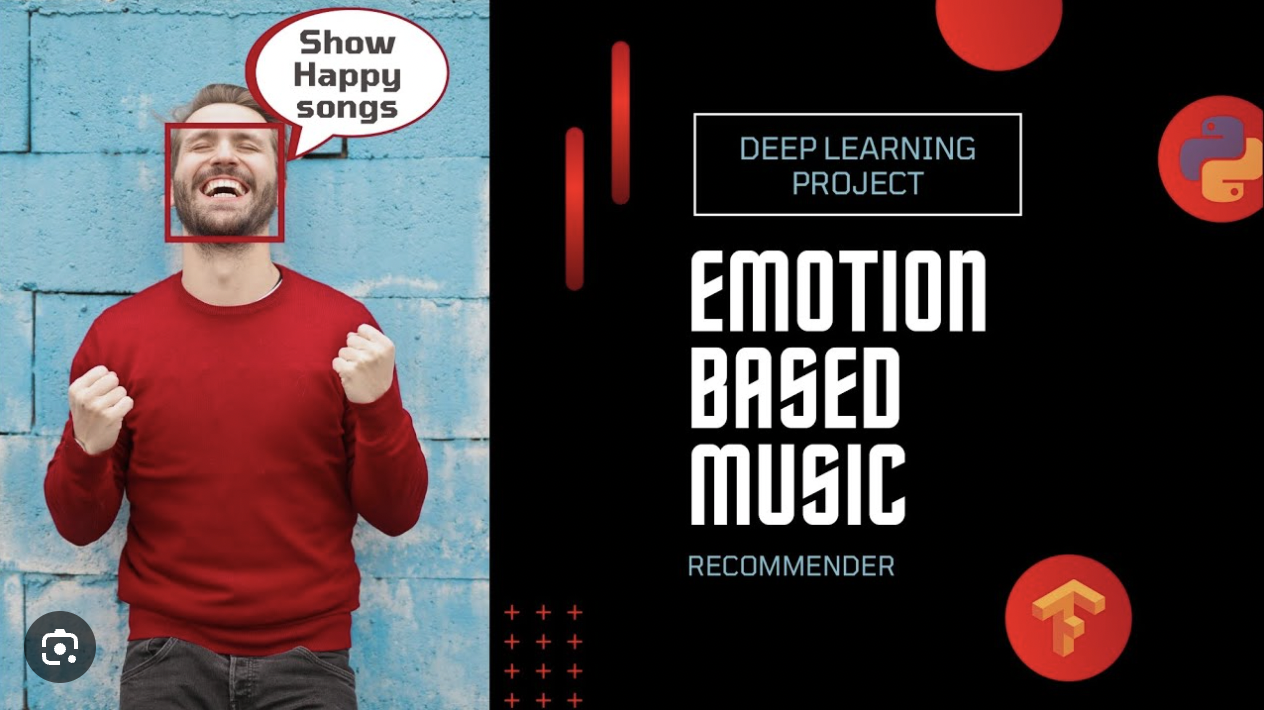 Show
Happy
songs
DEEP LEARNING
PROJECT
EMOTION
BASED
MUSIC
RECOMMENDER